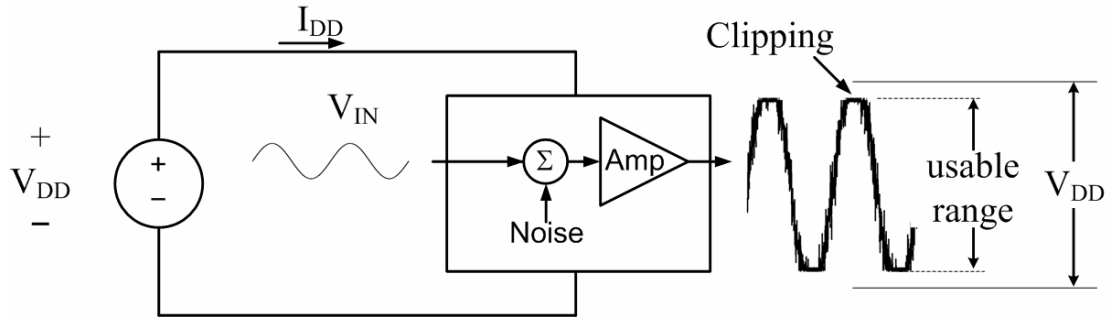 I_DD
Clipping
V_IN
+
V_DD
−
+
−
Σ
Amp
Noise
usable
range
V_DD